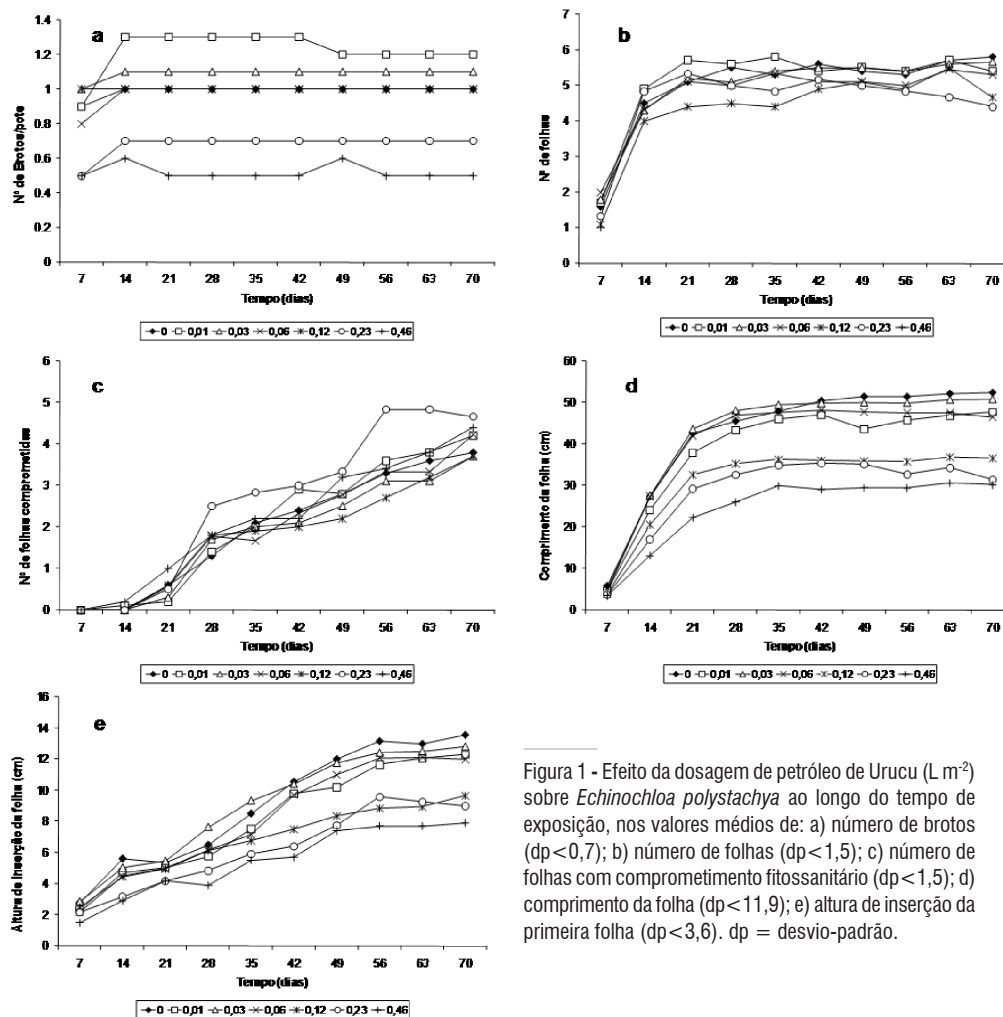 a
Nº de Brotos/pote
1.4
1.2
1
0.8
0.6
0.4
0.2
0
7 14 21 28 35 42 49 56 63 70
Tempo (dias)
0 0,01 0,03 0,06 0,12 0,23 0,46
b
Nº de folhas
7
6
5
4
3
2
1
0
7 14 21 28 35 42 49 56 63 70
Tempo (dias)
0 0,01 0,03 0,06 0,12 0,23 0,46
c
Nº de folhas comprometidas
6
5
4
3
2
1
0
7 14 21 28 35 42 49 56 63 70
Tempo (dias)
0 0,01 0,03 0,06 0,12 0,23 0,46
d
Comprimento da folha (cm)
60
50
40
30
20
10
0
7 14 21 28 35 42 49 56 63 70
Tempo (dias)
0 0,01 0,03 0,06 0,12 0,23 0,46
e
Altura de inserção da folha (cm)
16
14
12
10
8
6
4
2
0
7 14 21 28 35 42 49 56 63 70
Tempo (dias)
0 0,01 0,03 0,06 0,12 0,23 0,46
Figura 1 - Efeito da dosagem de petróleo de Urucu (L m-2)
sobre Echinochloa polystachya ao longo do tempo de
exposição, nos valores médios de: a) número de brotos
(dp<0,7); b) número de folhas (dp<1,5); c) número de
folhas com comprometimento fitossanitário (dp<1,5); d)
comprimento da folha (dp<11,9); e) altura de inserção da
primeira folha (dp<3,6). dp = desvio-padrão.